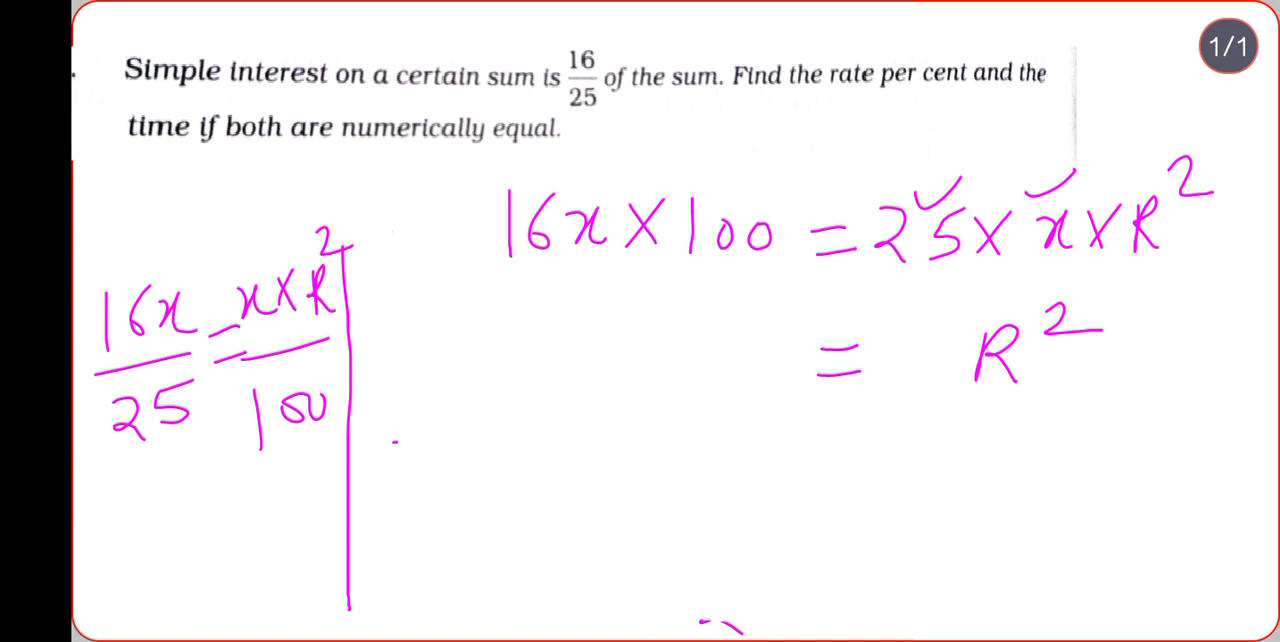 1/1
Simple interest on a certain sum is 16/25 of the sum. Find the rate per cent and the
time if both are numerically equal.
16x/25 = x×R²/100
16x × 100 = 25 × x × R²
= R²